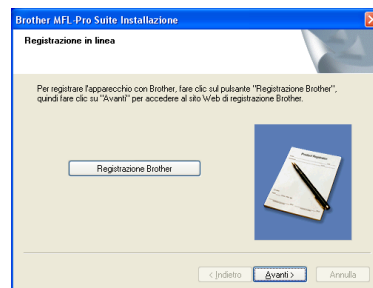 Brother MFL-Pro Suite Installazione
Registrazione in linea
Per registrare l'apparecchio con Brother, fare clic sul pulsante "Registrazione Brother",
quindi fare clic su "Avanti" per accedere al sito Web di registrazione Brother.
Registrazione Brother
< Indietro
Avanti >
Annulla